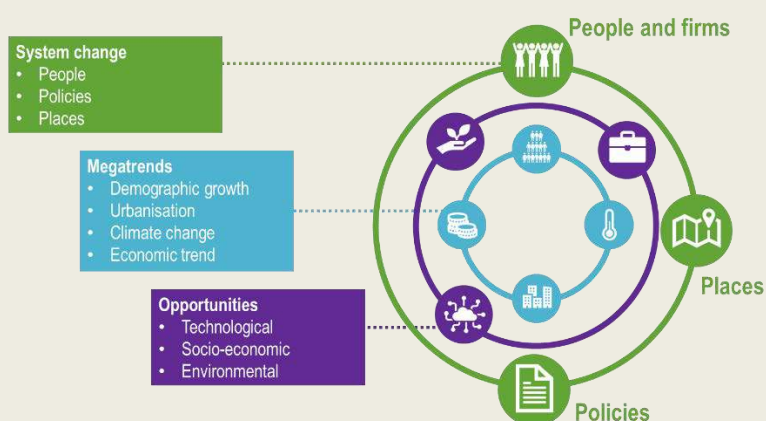 System change
• People
• Policies
• Places
Megatrends
• Demographic growth
• Urbanisation
• Climate change
• Economic trend
Opportunities
• Technological
• Socio-economic
• Environmental
People and firms
Places
Policies